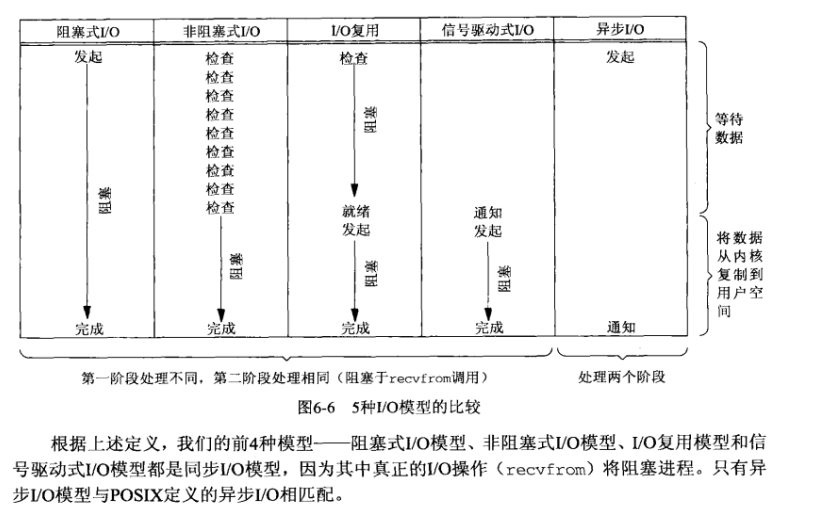 阻塞式I/O 非阻塞式I/O I/O复用 信号驱动式I/O 异步I/O
发起 检查 检查 发起
检查
检查
检查
检查
检查
检查
检查
检查
阻塞
阻塞
就绪 通知
发起 发起
阻塞
阻塞
阻塞
完成 完成 完成 完成 通知
等待
数据
将数据
从内核
复制到
用户空
间
第一阶段处理不同，第二阶段处理相同（阻塞于recvfrom调用） 处理两个阶段
图6-6 5种I/O模型的比较
根据上述定义，我们的前4种模型——阻塞式I/O模型、非阻塞式I/O模型、I/O复用模型和信
号驱动式I/O模型都是同步I/O模型，因为其中真正的I/O操作（recvfrom）将阻塞进程。只有异
步I/O模型与POSIX定义的异步I/O相匹配。